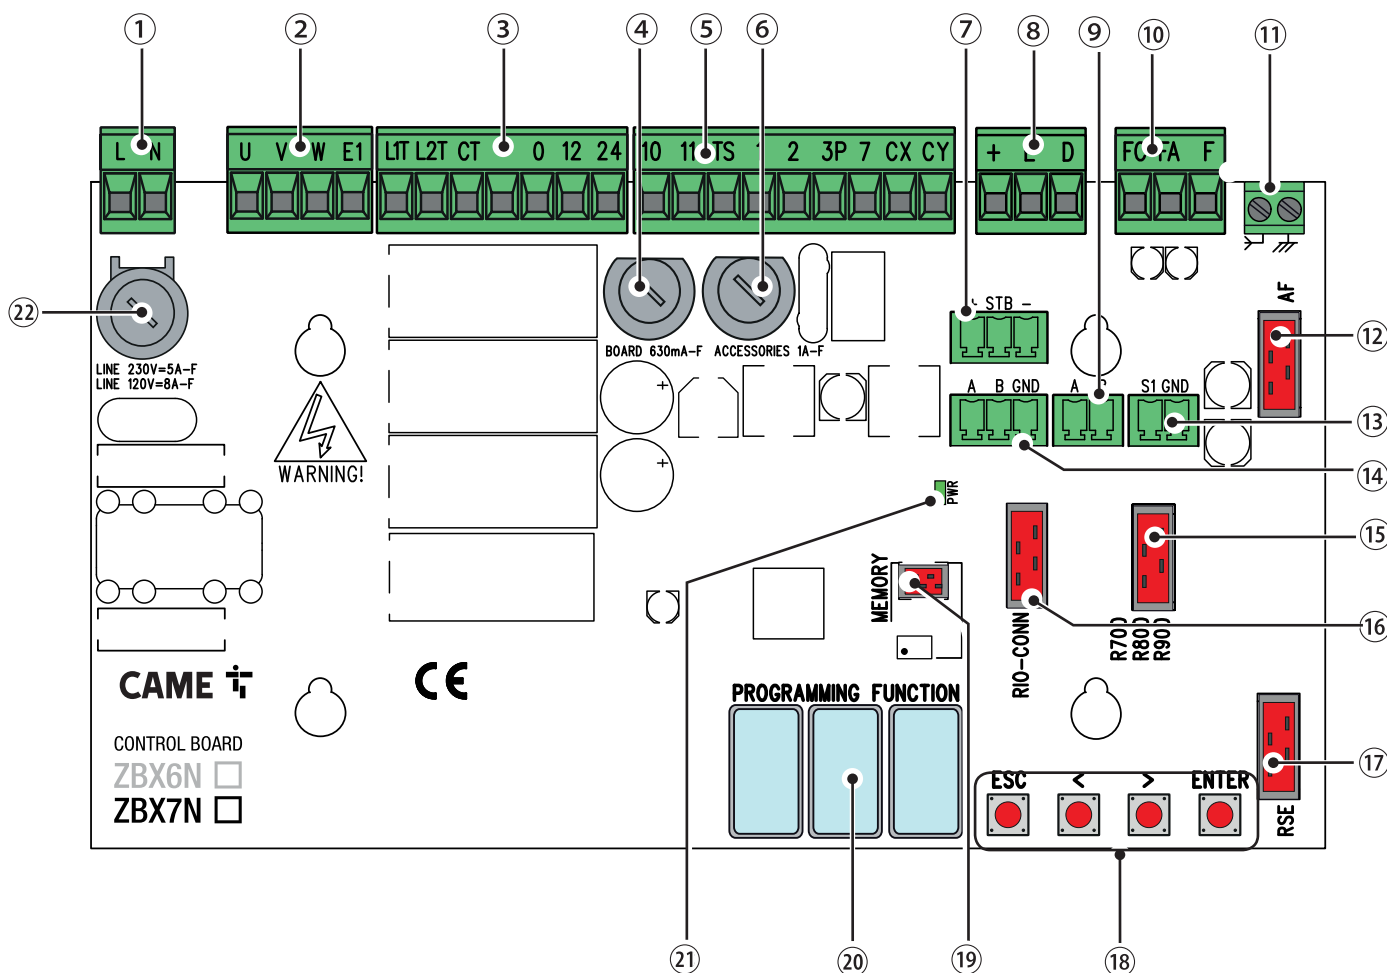 1 2 3 4 5 6 7 8 9 10 11
L N U V W E1 L1T L2T CT 0 12 24 10 11 TS 1 2 3P 7 CX CY + E D FC FA F
STB −
AF
22
12
BOARD 630mA-F ACCESSORIES 1A-F
LINE 230V=5A-F
LINE 120V=8A-F
A B GND A S1 GND
13
+
WARNING!
+
14
PWR
15
MEMORY
16
RIO-CONN
R700
R800
R900
CAME
CE
PROGRAMMING FUNCTION
CONTROL BOARD
ZBX6N
ZBX7N
17
ESC < > ENTER
RSE
21 20 19 18